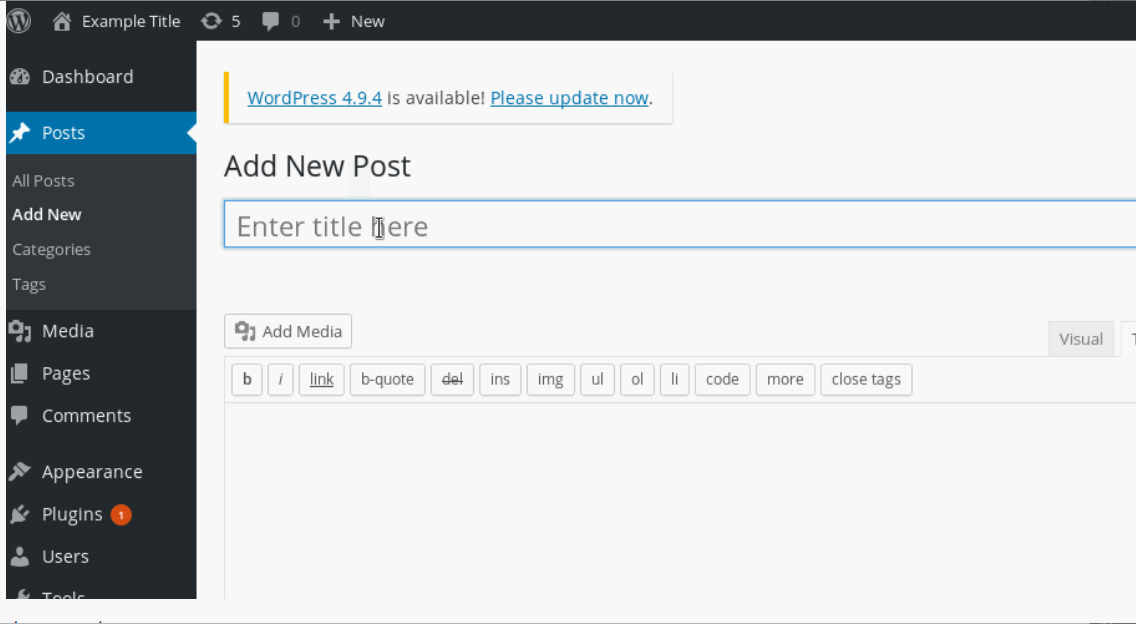 Example Title 5 0 New
Dashboard
Posts
All Posts
Add New
Categories
Tags
Media
Pages
Comments
Appearance
Plugins 1
Users
Tools
WordPress 4.9.4 is available! Please update now.
Add New Post
Enter title here
Add Media
Visual
b i link b-quote del ins img ul ol li code more close tags